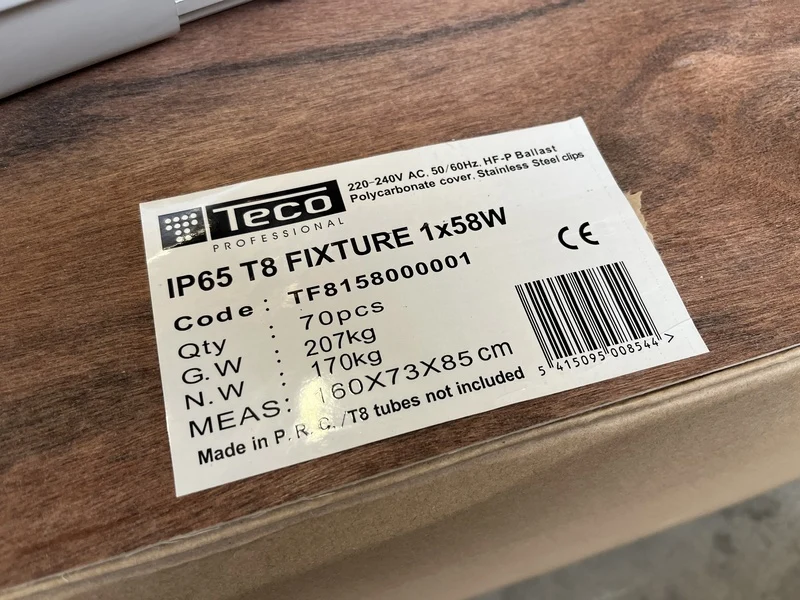 Teco
PROFESSIONAL
220-240V AC. 50/60Hz. HF-P Ballast
Polycarbonate cover. Stainless Steel clips
IP65 T8 FIXTURE 1x58W
CE
Code : TF8158000001
Qty : 70pcs
G.W : 207kg
N.W : 170kg
MEAS: 160X73X85 cm
Made in P. R. C. /T8 tubes not included
5 415095 008544 >